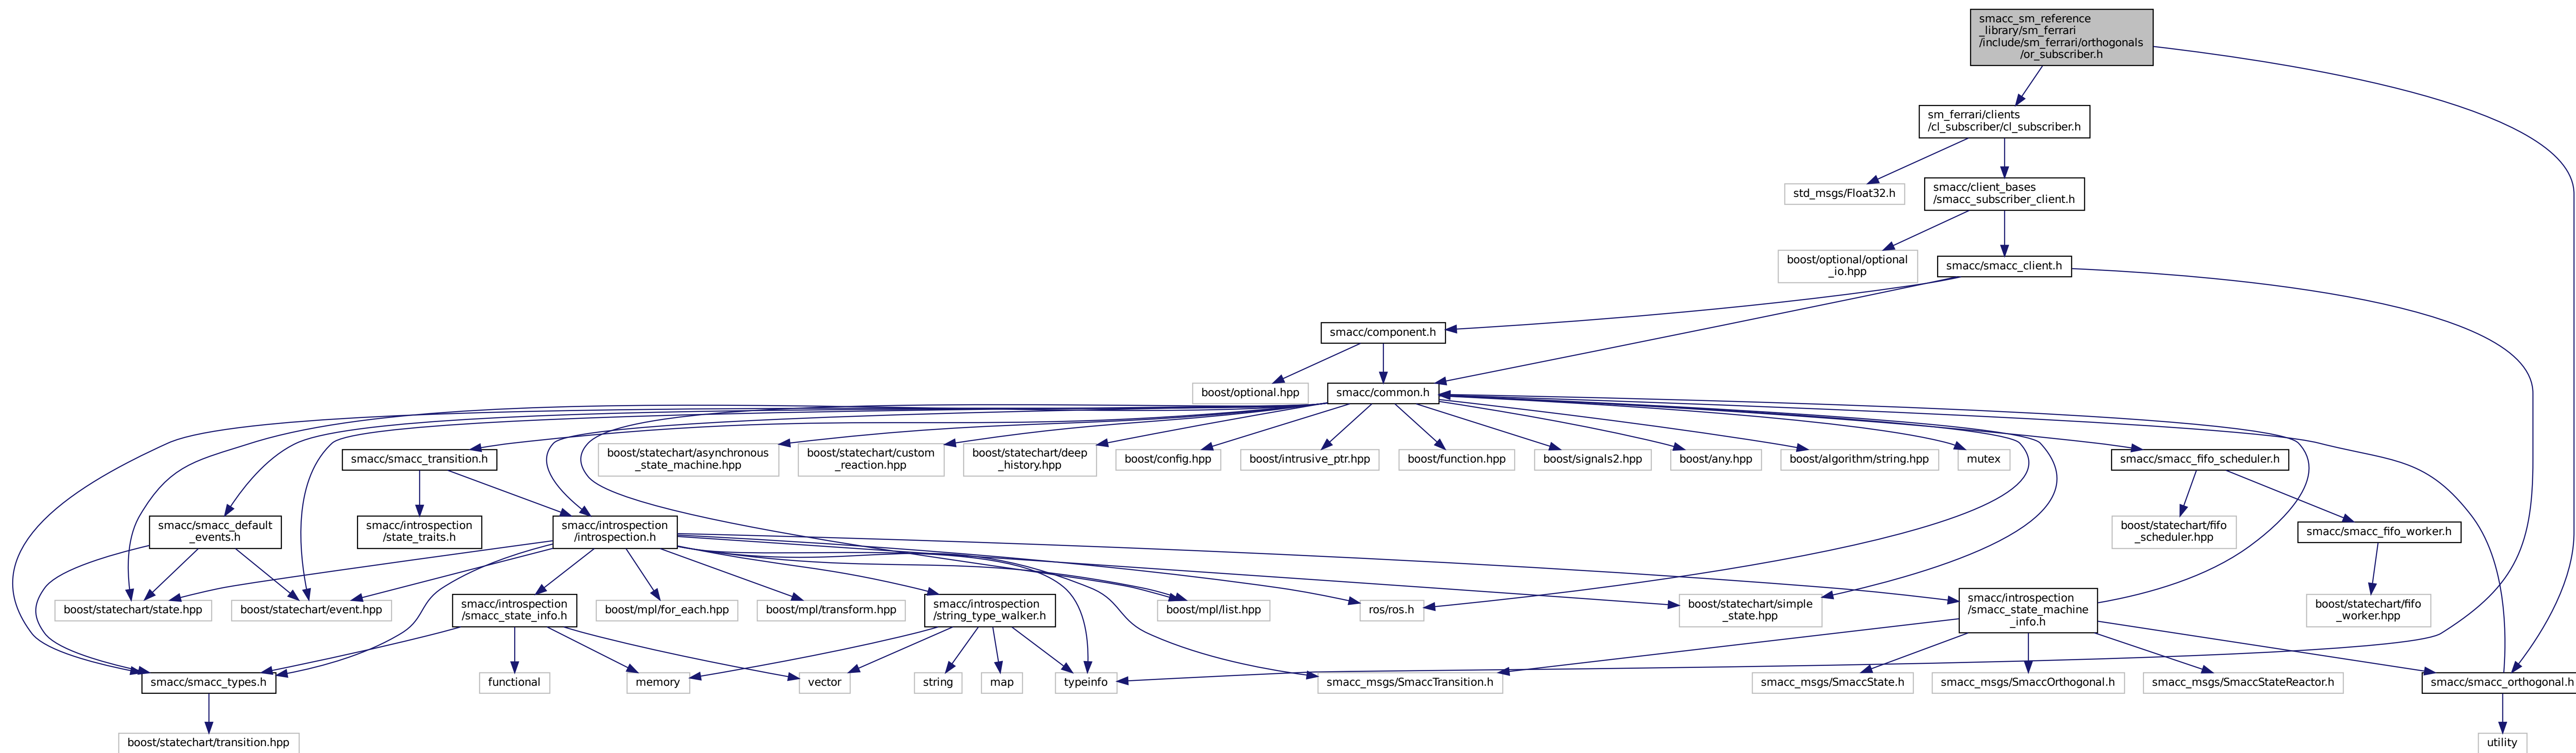 smacc_sm_reference
_library/sm_ferrari
/include/sm_ferrari/orthogonals
/or_subscriber.h
sm_ferrari/clients
/cl_subscriber/cl_subscriber.h
std_msgs/Float32.h
smacc/client_bases
/smacc_subscriber_client.h
boost/optional/optional
_io.hpp
smacc/smacc_client.h
smacc/component.h
boost/optional.hpp
smacc/common.h
smacc/smacc_transition.h
boost/statechart/asynchronous
_state_machine.hpp
boost/statechart/custom
_reaction.hpp
boost/statechart/deep
_history.hpp
boost/config.hpp
boost/intrusive_ptr.hpp
boost/function.hpp
boost/signals2.hpp
boost/any.hpp
boost/algorithm/string.hpp
mutex
smacc/smacc_fifo_scheduler.h
smacc/smacc_default
_events.h
smacc/introspection
/state_traits.h
smacc/introspection
/introspection.h
boost/statechart/fifo
_scheduler.hpp
smacc/smacc_fifo_worker.h
boost/statechart/state.hpp
boost/statechart/event.hpp
smacc/introspection
/smacc_state_info.h
boost/mpl/for_each.hpp
boost/mpl/transform.hpp
smacc/introspection
/string_type_walker.h
boost/mpl/list.hpp
ros/ros.h
boost/statechart/simple
_state.hpp
smacc/introspection
/smacc_state_machine
_info.h
boost/statechart/fifo
_worker.hpp
smacc/smacc_types.h
functional
memory
vector
string
map
typeinfo
smacc_msgs/SmaccTransition.h
smacc_msgs/SmaccState.h
smacc_msgs/SmaccOrthogonal.h
smacc_msgs/SmaccStateReactor.h
smacc/smacc_orthogonal.h
boost/statechart/transition.hpp
utility